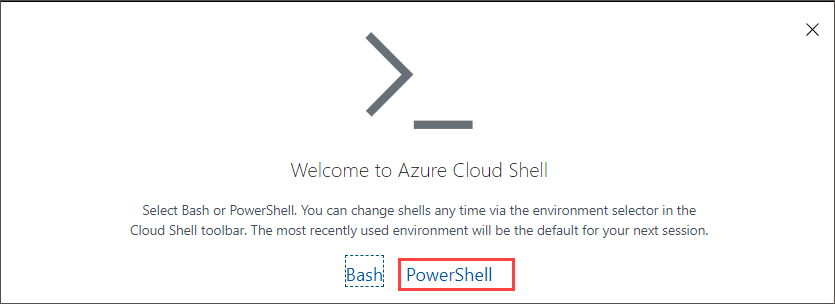 Welcome to Azure Cloud Shell
Select Bash or PowerShell. You can change shells any time via the environment selector in the
Cloud Shell toolbar. The most recently used environment will be the default for your next session.
Bash PowerShell